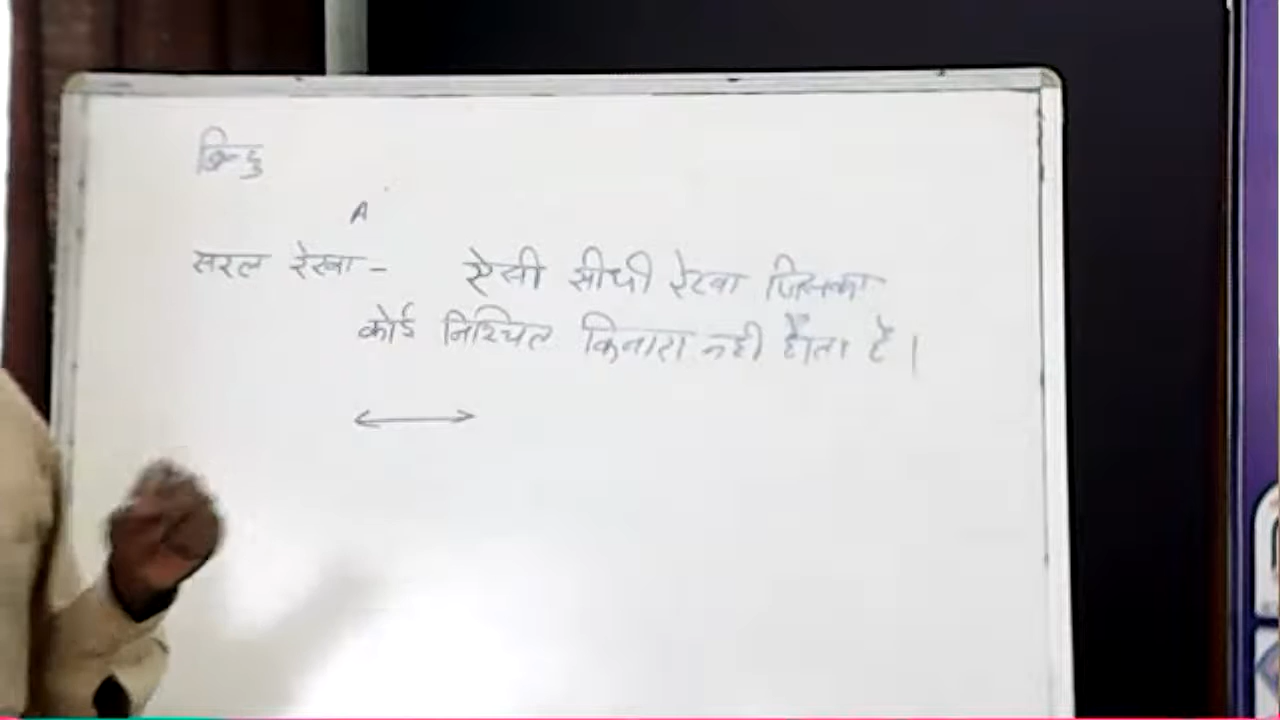 बिन्दु
A
सरल रेखा - ऐसी सीधी रेखा जिसका
कोई निश्चित किनारा नही होता है।